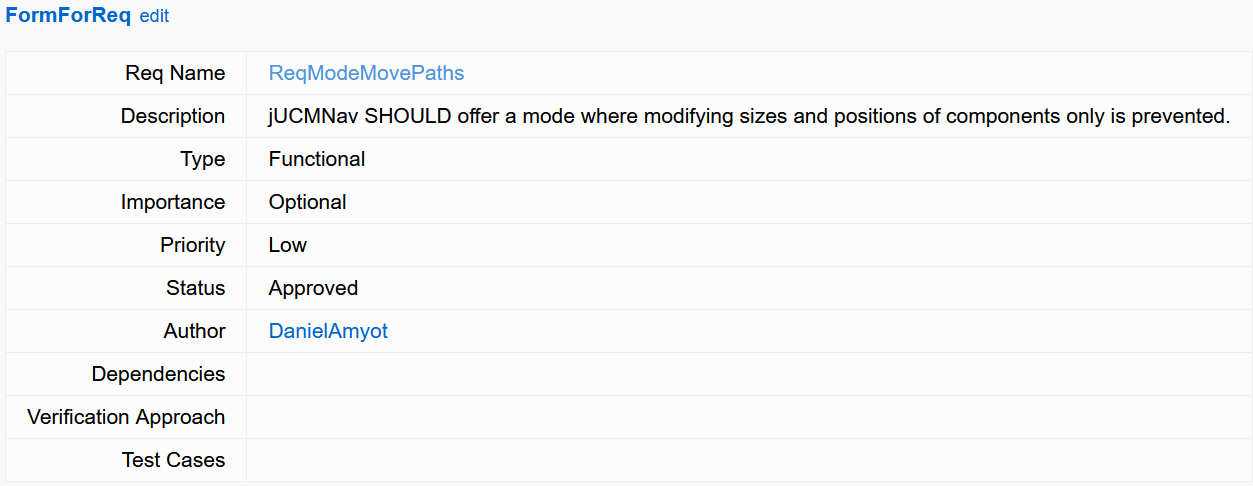 FormForReq edit
Req Name ReqModeMovePaths
Description jUCMNav SHOULD offer a mode where modifying sizes and positions of components only is prevented.
Type Functional
Importance Optional
Priority Low
Status Approved
Author DanielAmyot
Dependencies
Verification Approach
Test Cases